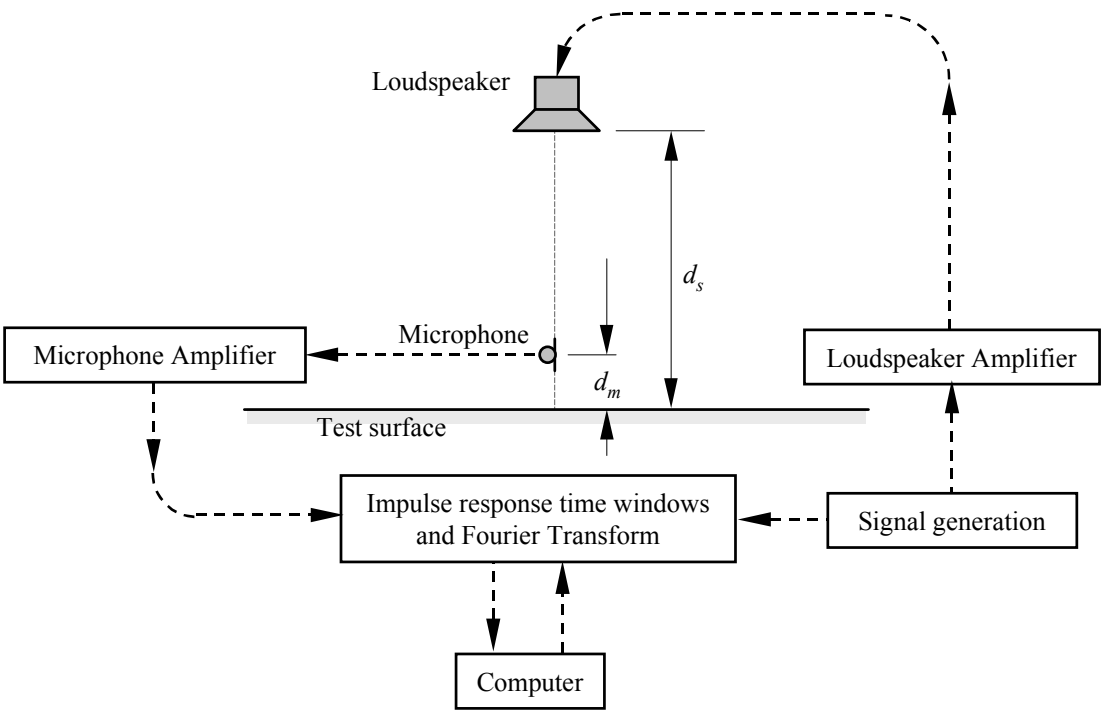 Loudspeaker
d_s
Microphone
Microphone Amplifier
d_m
Loudspeaker Amplifier
Test surface
Impulse response time windows
and Fourier Transform
Signal generation
Computer